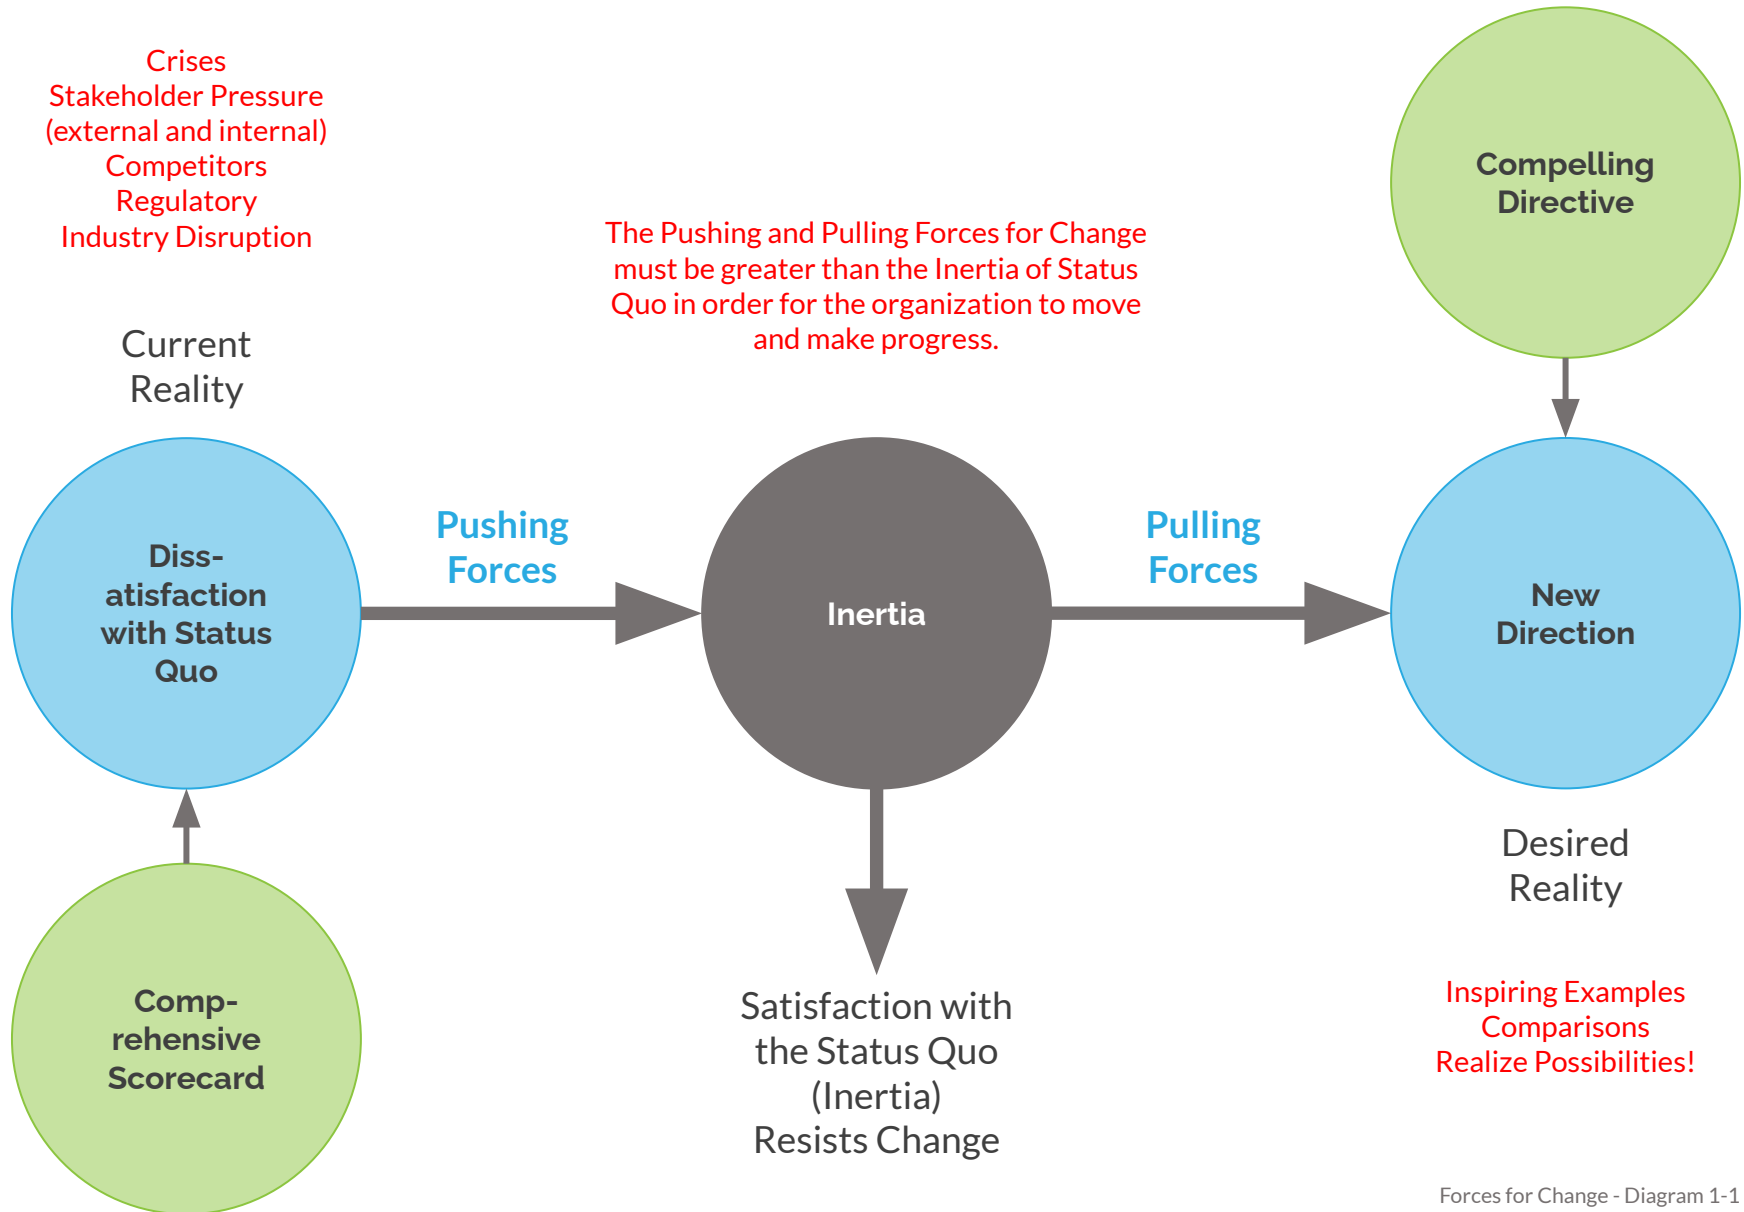 Crises
Stakeholder Pressure
(external and internal)
Competitors
Regulatory
Industry Disruption
Current
Reality
Diss-
atisfaction
with Status
Quo
Comp-
rehensive
Scorecard
Pushing
Forces
The Pushing and Pulling Forces for Change
must be greater than the Inertia of Status
Quo in order for the organization to move
and make progress.
Inertia
Satisfaction with
the Status Quo
(Inertia)
Resists Change
Pulling
Forces
Compelling
Directive
New
Direction
Desired
Reality
Inspiring Examples
Comparisons
Realize Possibilities!
Forces for Change - Diagram 1-1